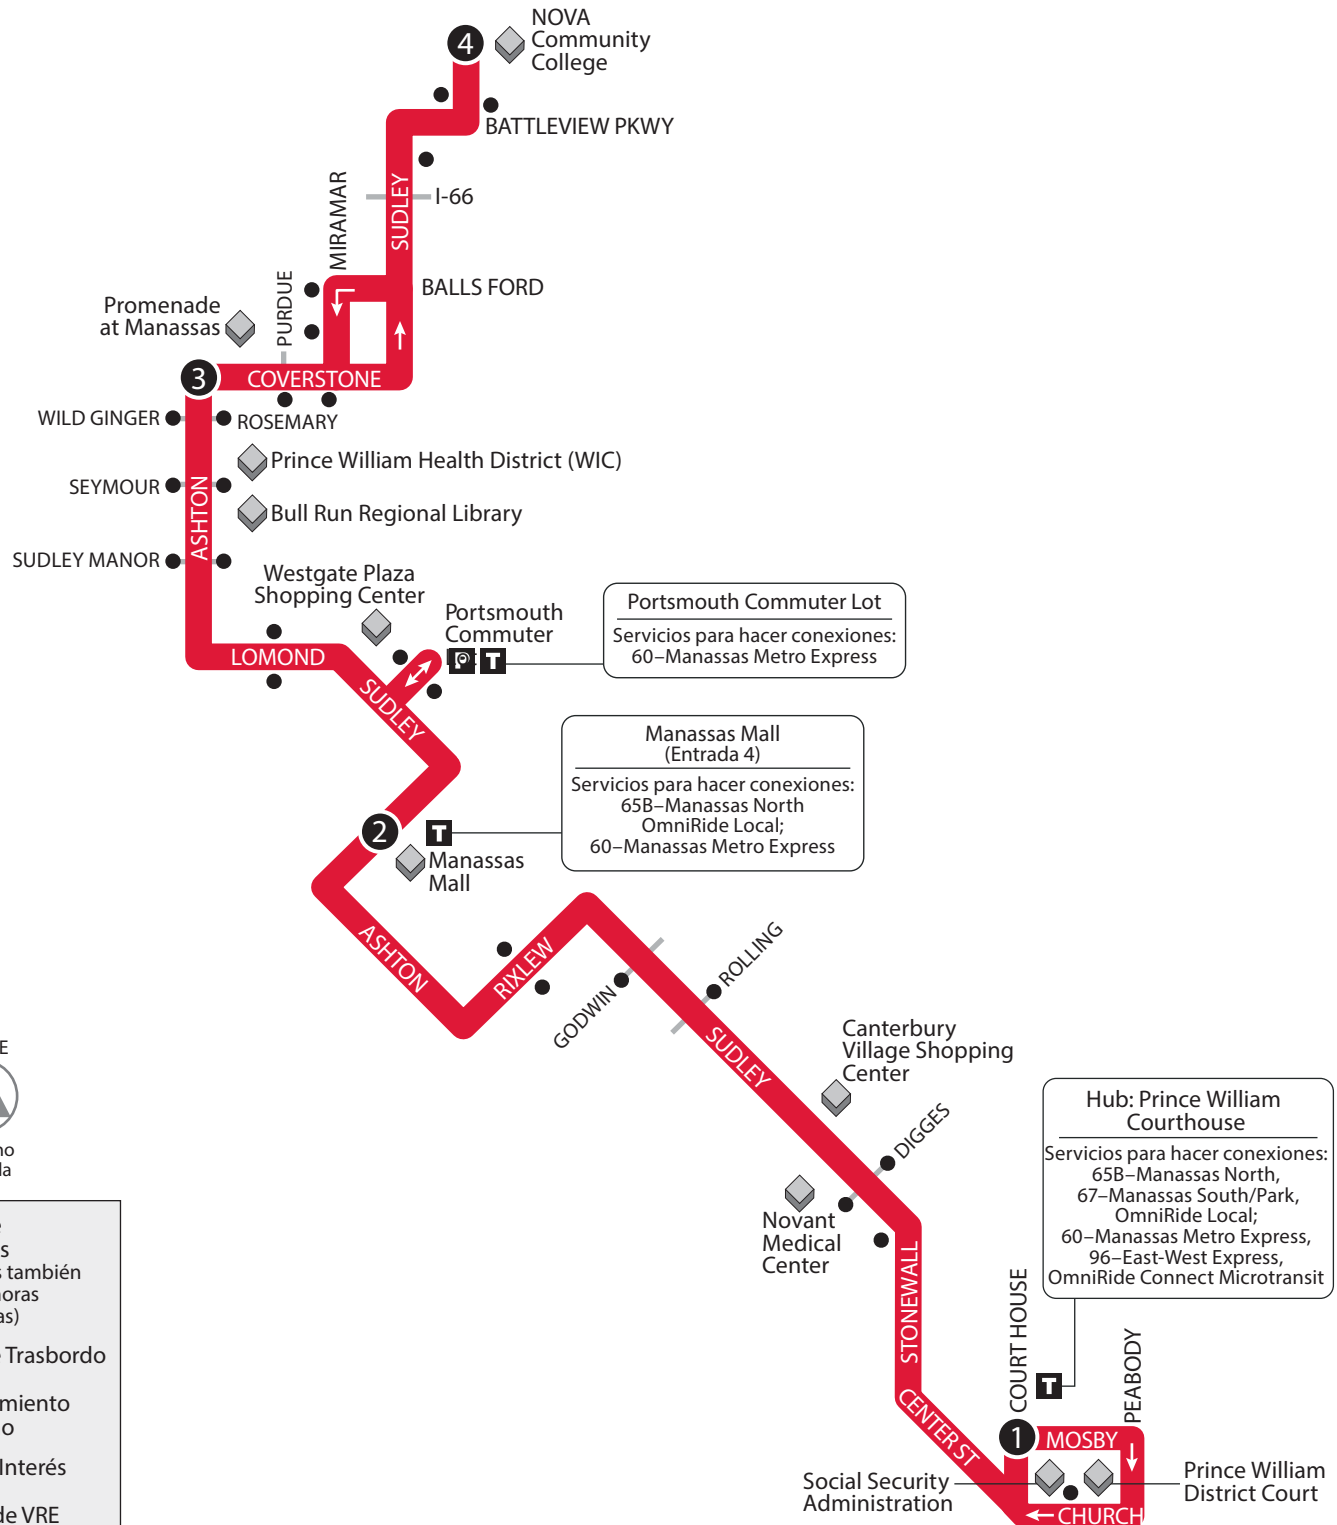 NOVA
Community
College
4
BATTLEVIEW PKWY
I-66
SUDLEY
MIRAMAR
BALLS FORD
PURDUE
Promenade
at Manassas
3
COVERSTONE
WILD GINGER
ROSEMARY
Prince William Health District (WIC)
SEYMOUR
ASHTON
Bull Run Regional Library
SUDLEY MANOR
Westgate Plaza
Shopping Center
Portsmouth
Commuter
P T
LOMOND
SUDLEY
Portsmouth Commuter Lot
Servicios para hacer conexiones:
60–Manassas Metro Express
Manassas Mall
(Entrada 4)
Servicios para hacer conexiones:
65B–Manassas North
OmniRide Local;
60–Manassas Metro Express
2
T
Manassas
Mall
ASHTON
RIXLEW
GODWIN
ROLLING
SUDLEY
Canterbury
Village Shopping
Center
DIGGES
Novant
Medical
Center
STONEWALL
Hub: Prince William
Courthouse
Servicios para hacer conexiones:
65B–Manassas North,
67–Manassas South/Park,
OmniRide Local;
60–Manassas Metro Express,
96–East-West Express,
OmniRide Connect Microtransit
COURT HOUSE
T
PEABODY
CENTER ST
1
MOSBY
Social Security
Administration
Prince William
District Court
CHURCH
E
también
Trasbordo
Interés
de VRE